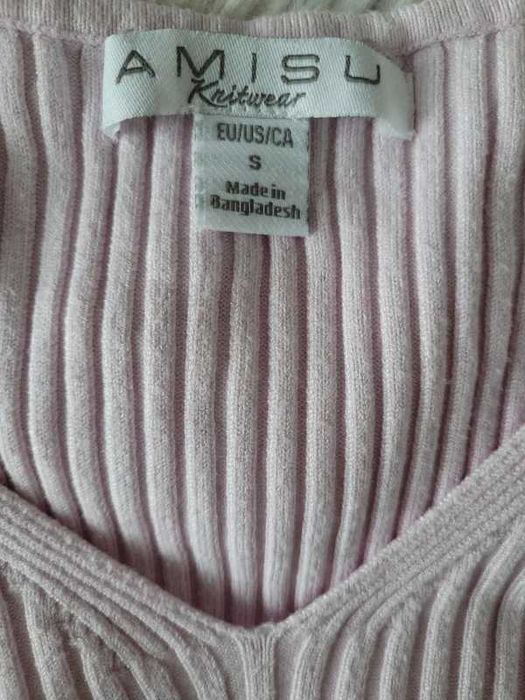 AMISU
Knitwear
EU/US/CA
S
Made in
Bangladesh